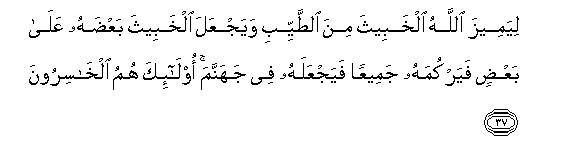 لِيَمِيزَ ٱللَّهُ ٱلْخَبِيثَ مِنَ ٱلطَّيِّبِ وَيَجْعَلَ ٱلْخَبِيثَ بَعْضَهُۥ عَلَىٰ
بَعْضٍ فَيَرْكُمَهُۥ جَمِيعًا فَيَجْعَلَهُۥ فِى جَهَنَّمَ ۚ أُو۟لَـٰٓئِكَ هُمُ ٱلْخَـٰسِرُونَ
٣٧